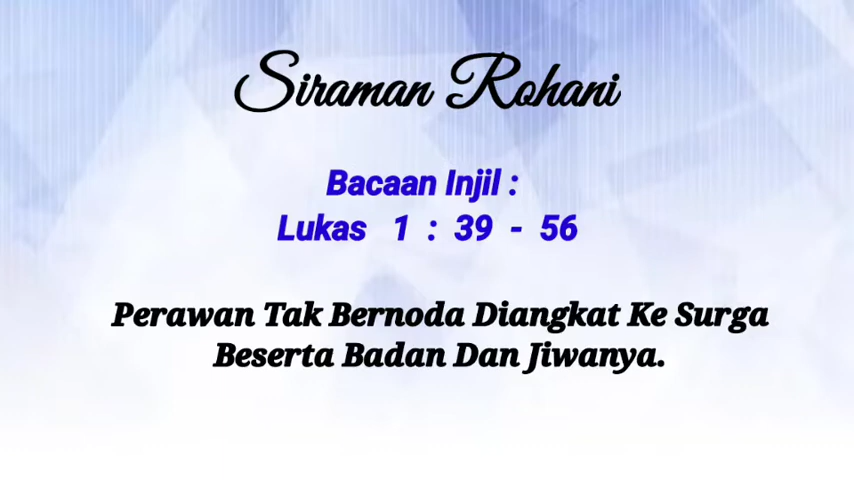 Siraman Rohani
Bacaan Injil :
Lukas 1 : 39 - 56
Perawan Tak Bernoda Diangkat Ke Surga
Beserta Badan Dan Jiwanya.